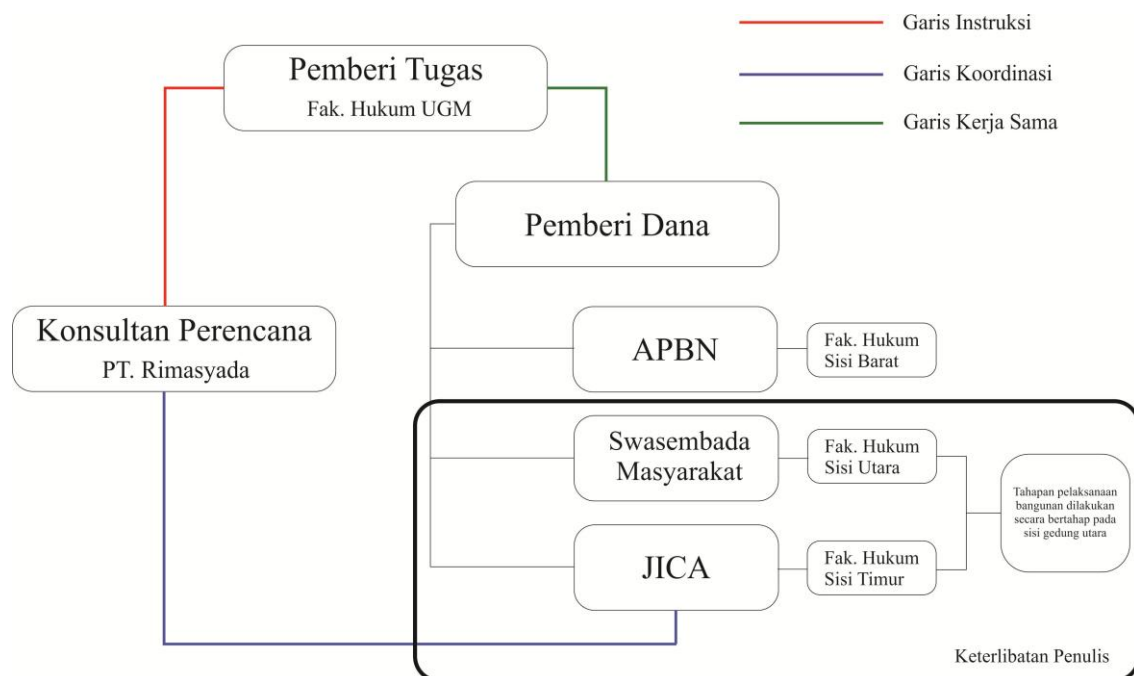 Garis Instruksi
Garis Koordinasi
Garis Kerja Sama
Pemberi Tugas
Fak. Hukum UGM
Pemberi Dana
Konsultan Perencana
PT. Rimasyada
APBN
Fak. Hukum
Sisi Barat
Swasembada
Masyarakat
Fak. Hukum
Sisi Utara
Tahapan pelaksanaan
bangunan dilakukan
secara bertahap pada
sisi gedung utara
JICA
Fak. Hukum
Sisi Timur
Keterlibatan Penulis